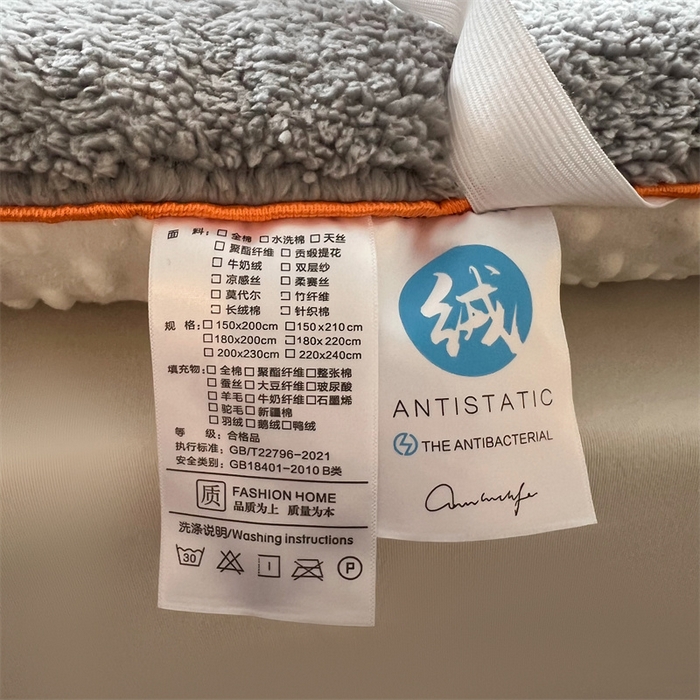 面 料: □全棉 □水洗棉 □天丝
□聚酯纤维 □贡缎提花
□牛奶绒 □双层纱
□凉感丝 □柔赛丝
□莫代尔 □竹纤维
□长绒棉 □针织棉
规 格: □150x200cm □150x210cm
□180x200cm □180x220cm
□200x230cm □220x240cm
填充物: □全棉 □聚酯纤维 □整张棉
□蚕丝 □大豆纤维 □玻尿酸
□羊毛 □牛奶纤维 □石墨烯
□驼毛 □新疆棉
□羽绒 □鹅绒 □鸭绒
等 级: 合格品
执行标准: GB/T22796-2021
安全类别: GB18401-2010 B类
质 FASHION HOME
品质为上 质量为本
洗涤说明/Washing instructions
30
P
绒
ANTISTATIC
THE ANTIBACTERIAL